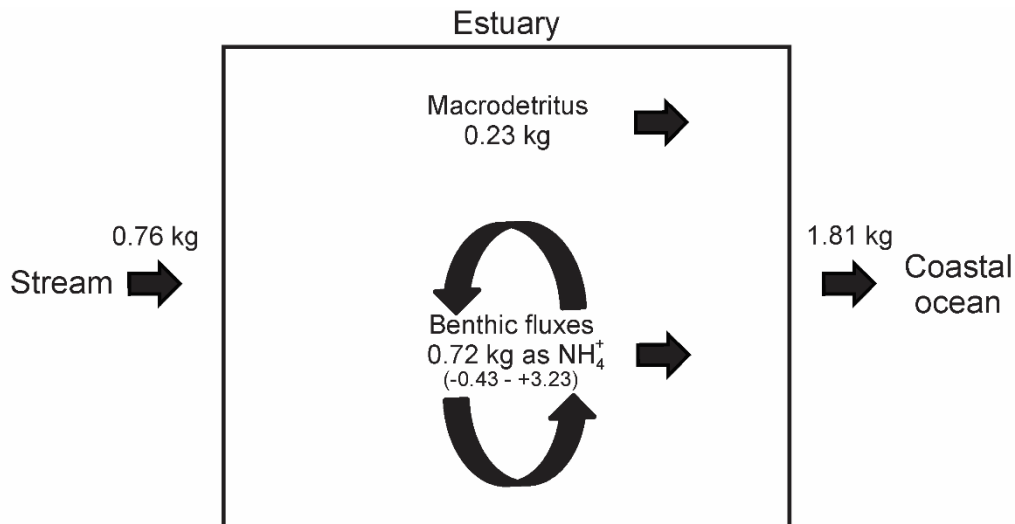 Estuary
Macrodetritus
0.23 kg
0.76 kg
Stream
1.81 kg
Coastal
ocean
Benthic fluxes
0.72 kg as NH₄⁺
(-0.43 - +3.23)